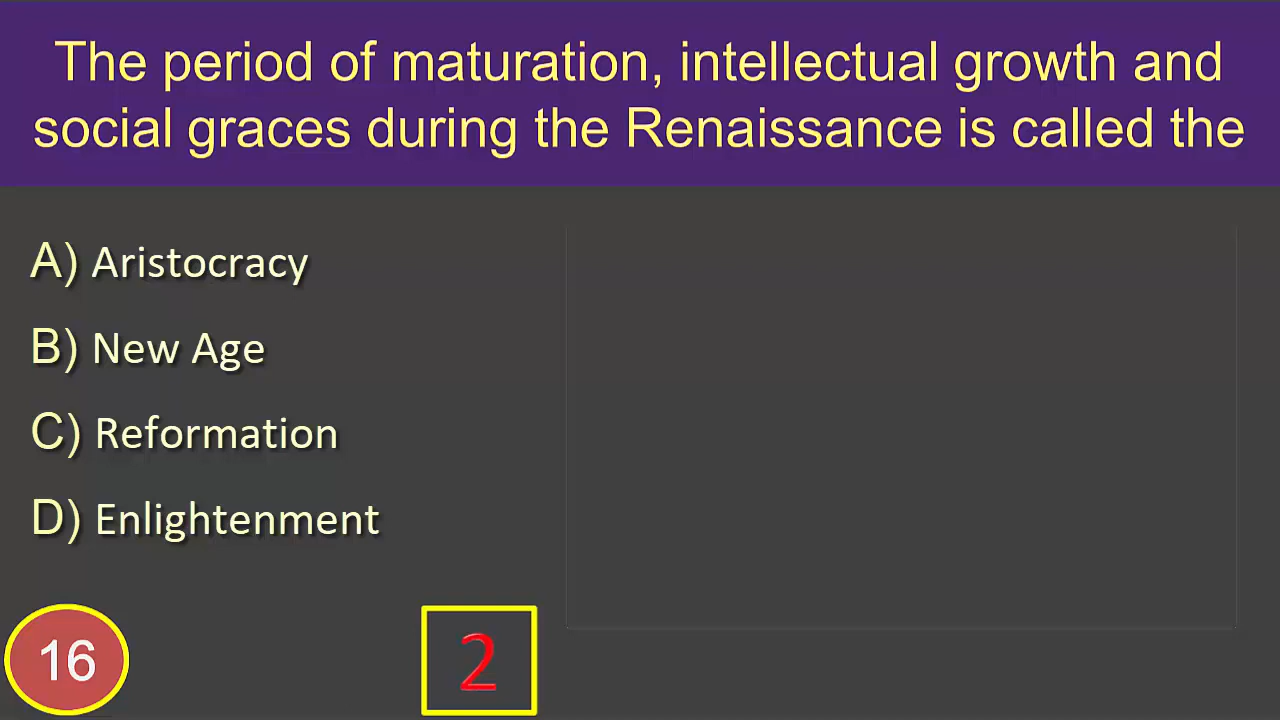 The period of maturation, intellectual growth and
social graces during the Renaissance is called the
A) Aristocracy
B) New Age
C) Reformation
D) Enlightenment
16
2